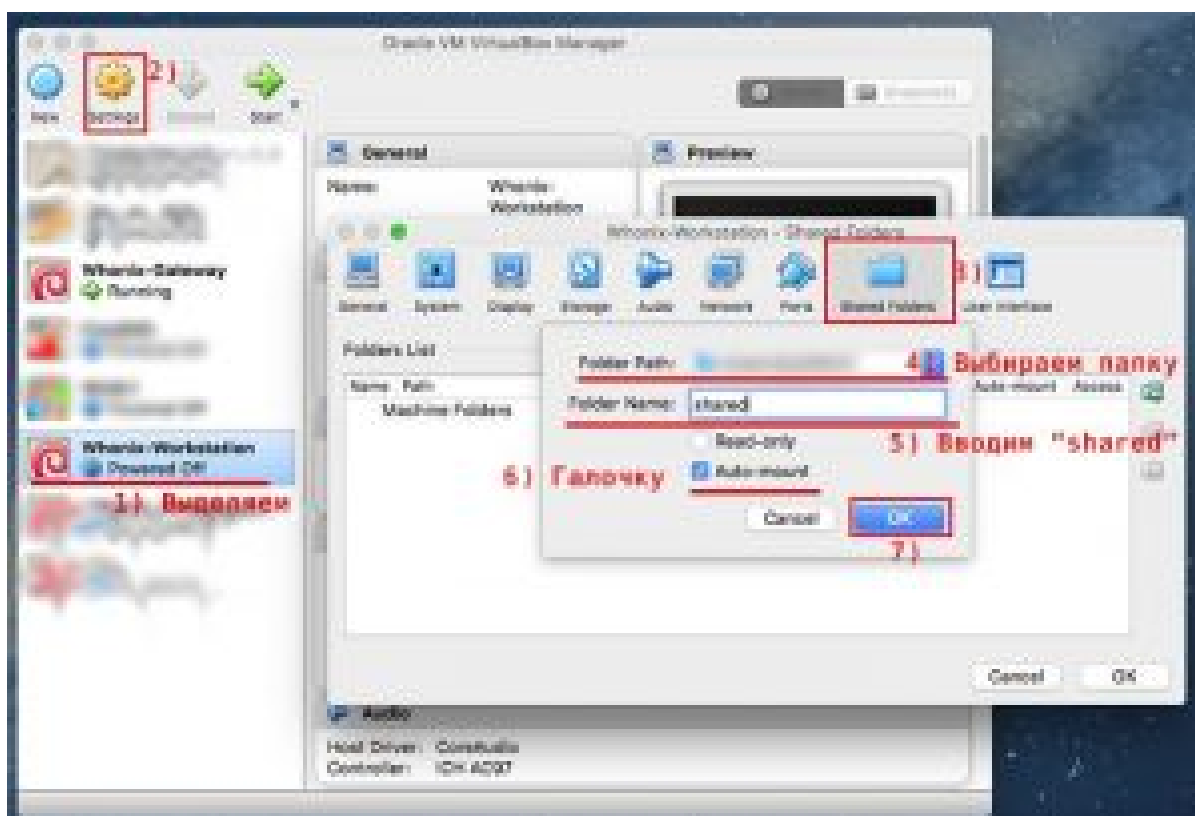 Oracle VM VirtualBox Manager
2)
New Settings Start
General
Preview
Name: Whonix-
Workstation
Whonix-Gateway
Running
Whonix-Workstation
Powered Off
1) Выделяем
Whonix-Workstation - Shared Folders
3)
General System Display Storage Audio Network Ports Shared Folders User Interface
Folders List
Name Path
Auto-mount Access
Machine Folders
Folder Path:
4) Выбираем папку
Folder Name: shared
5) Вводим "shared"
Read-only
6) Галочку
Auto-mount
Cancel OK
7)
Cancel OK
Audio
Host Driver: CoreAudio
Controller: ICH AC97